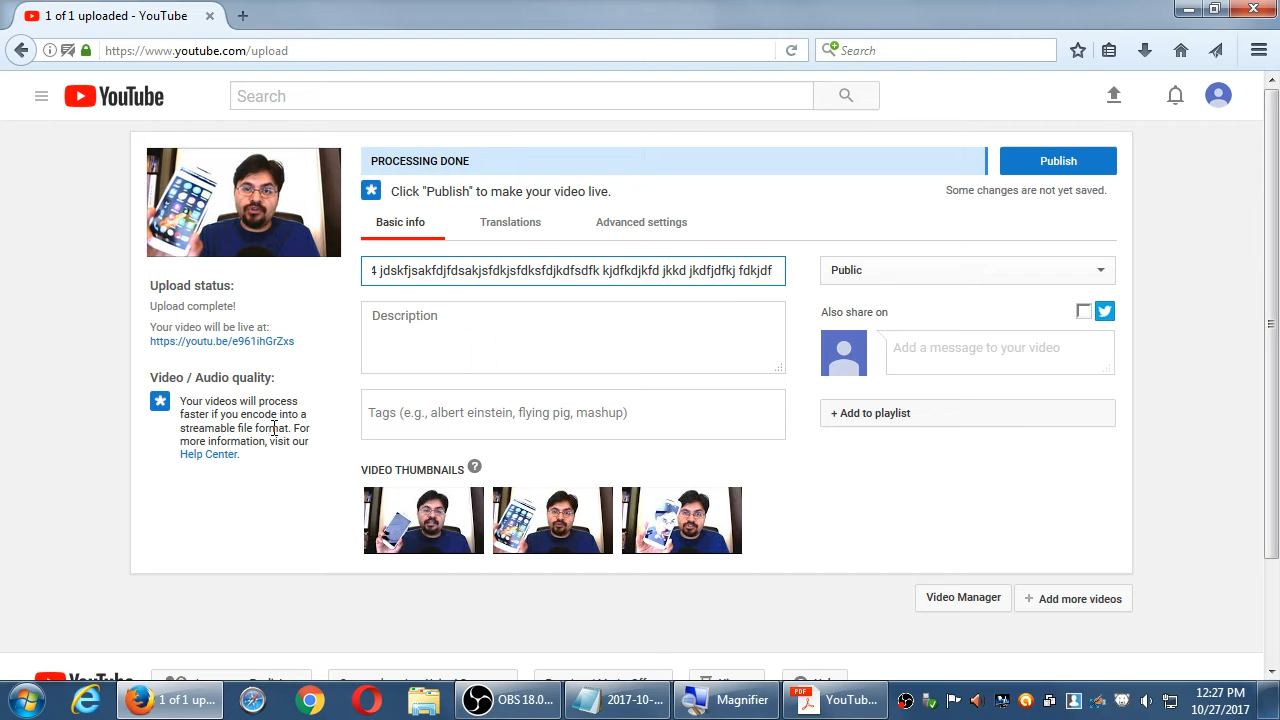 1 of 1 uploaded - YouTube
https://www.youtube.com/upload
Search
YouTube
Search
PROCESSING DONE
Publish
Click "Publish" to make your video live.
Some changes are not yet saved.
Basic info
Translations
Advanced settings
4 jdskfjsakfdjfdsakjsfdkjsfdksfdjkdfsdfk kjdfkdjkfd jkkd jkdfjdfkj fdkjdf
Public
Upload status:
Upload complete!
Your video will be live at:
https://youtu.be/e961ihGrZxs
Description
Also share on
Add a message to your video
Video / Audio quality:
Your videos will process
faster if you encode into a
streamable file format. For
more information, visit our
Help Center.
Tags (e.g., albert einstein, flying pig, mashup)
+ Add to playlist
VIDEO THUMBNAILS ?
Video Manager
+ Add more videos
1 of 1 up...
OBS 18.0...
2017-10-...
Magnifier
PDF
YouTub...
12:27 PM
10/27/2017